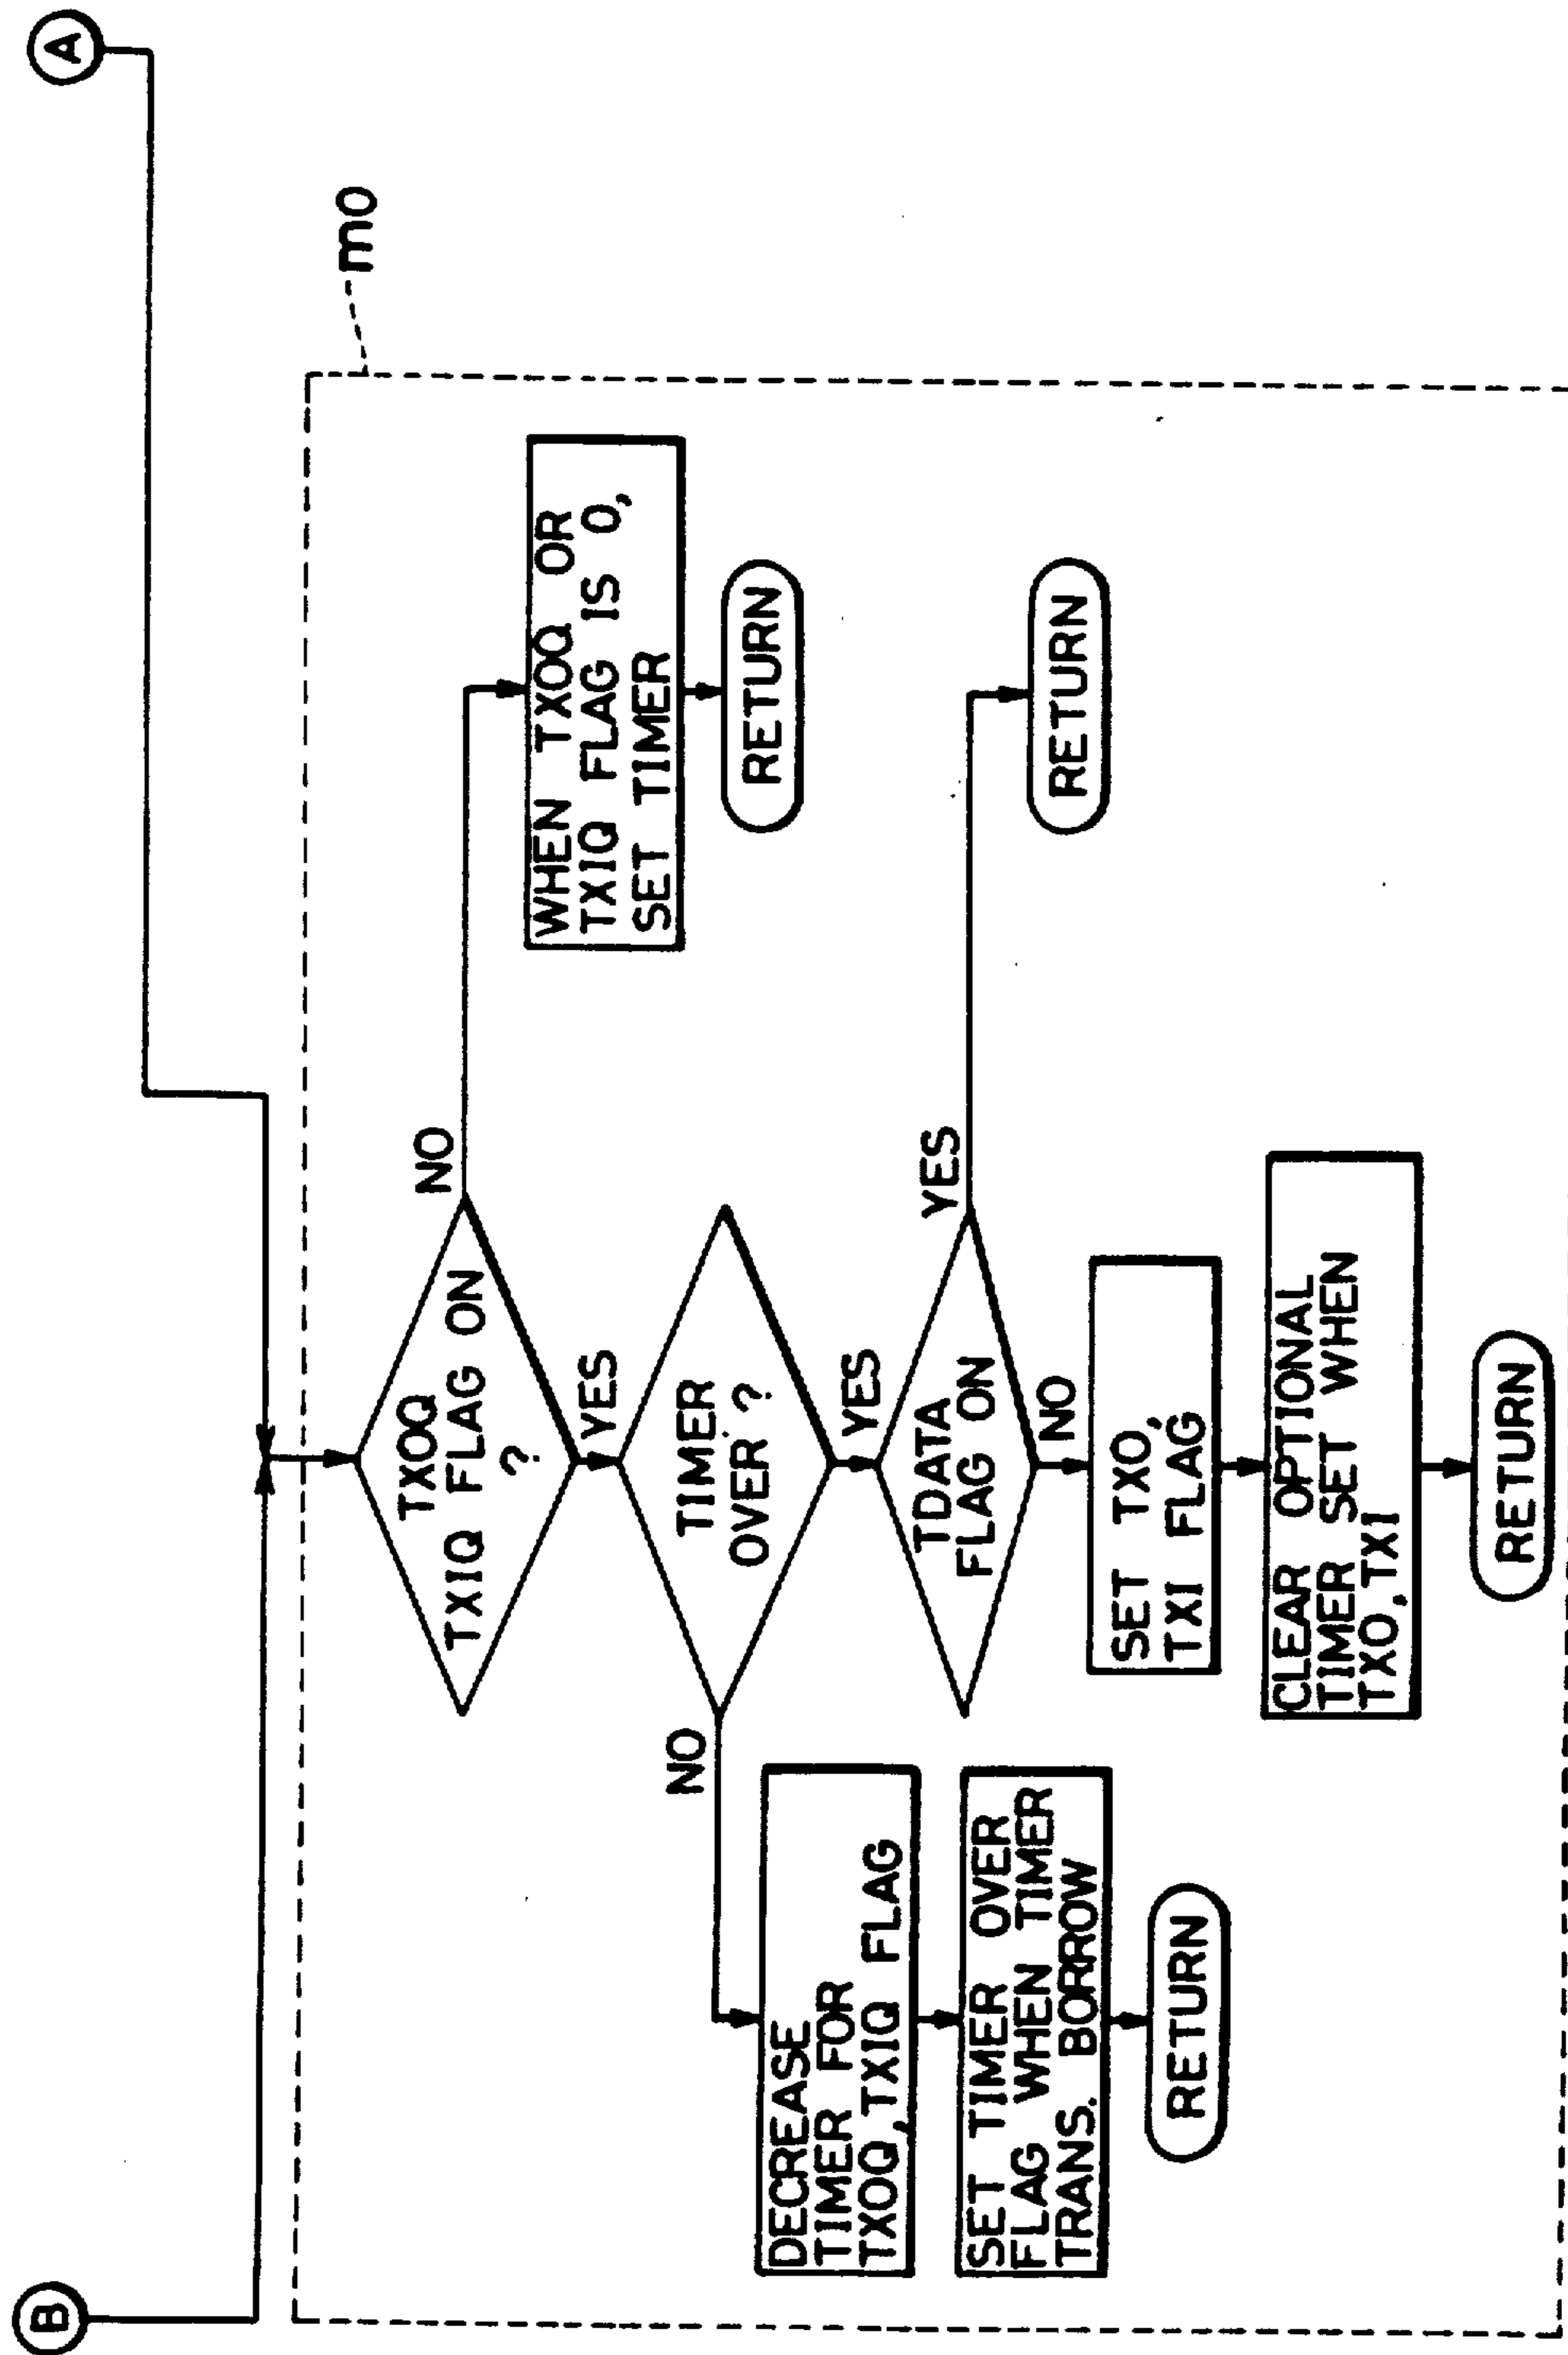 B
A
mo
TXOQ
TXIQ FLAG ON
?
NO
WHEN TXOQ OR
TXIQ FLAG IS 0,
SET TIMER
RETURN
YES
TIMER
OVER ?
NO
DECREASE
TIMER FOR
TXOQ,TXIQ FLAG
SET TIMER OVER
FLAG WHEN TIMER
TRANS. BORROW
RETURN
YES
TDATA
FLAG ON
YES
RETURN
NO
SET TXO,
TXI FLAG
CLEAR OPTIONAL
TIMER SET WHEN
TXO,TXI
RETURN